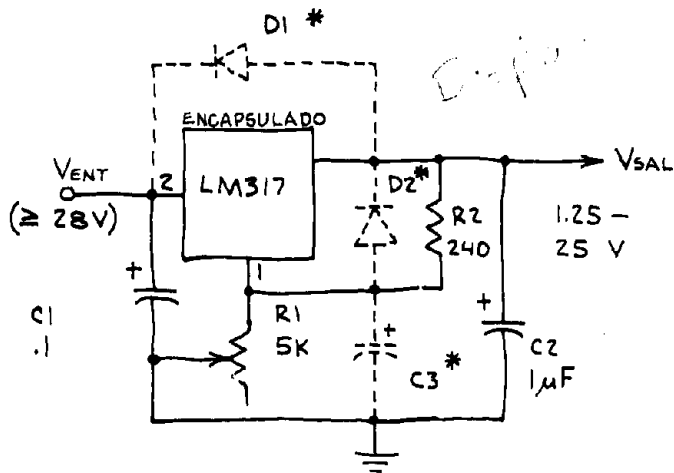 D1 *
ENCAPSULADO
VENT
2
LM317
(≥ 28V)
D2*
VSAL
R2
240
1.25 –
25 V
1
+
C1
.1
R1
5K
+
C3 *
+
C2
1µF